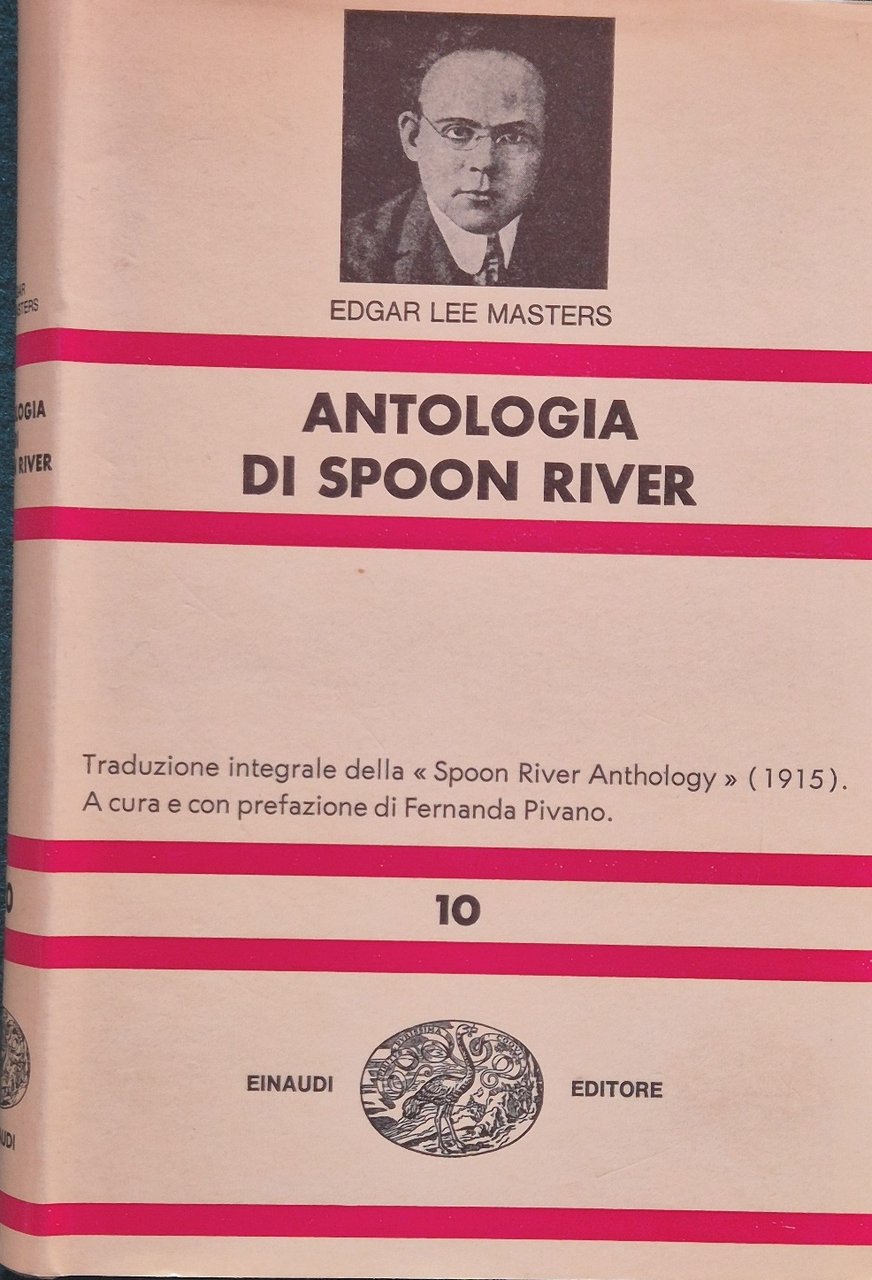 EDGAR LEE MASTERS
ANTOLOGIA
DI SPOON RIVER
Traduzione integrale della « Spoon River Anthology » (1915).
A cura e con prefazione di Fernanda Pivano.
10
EINAUDI
EDITORE
RIVER